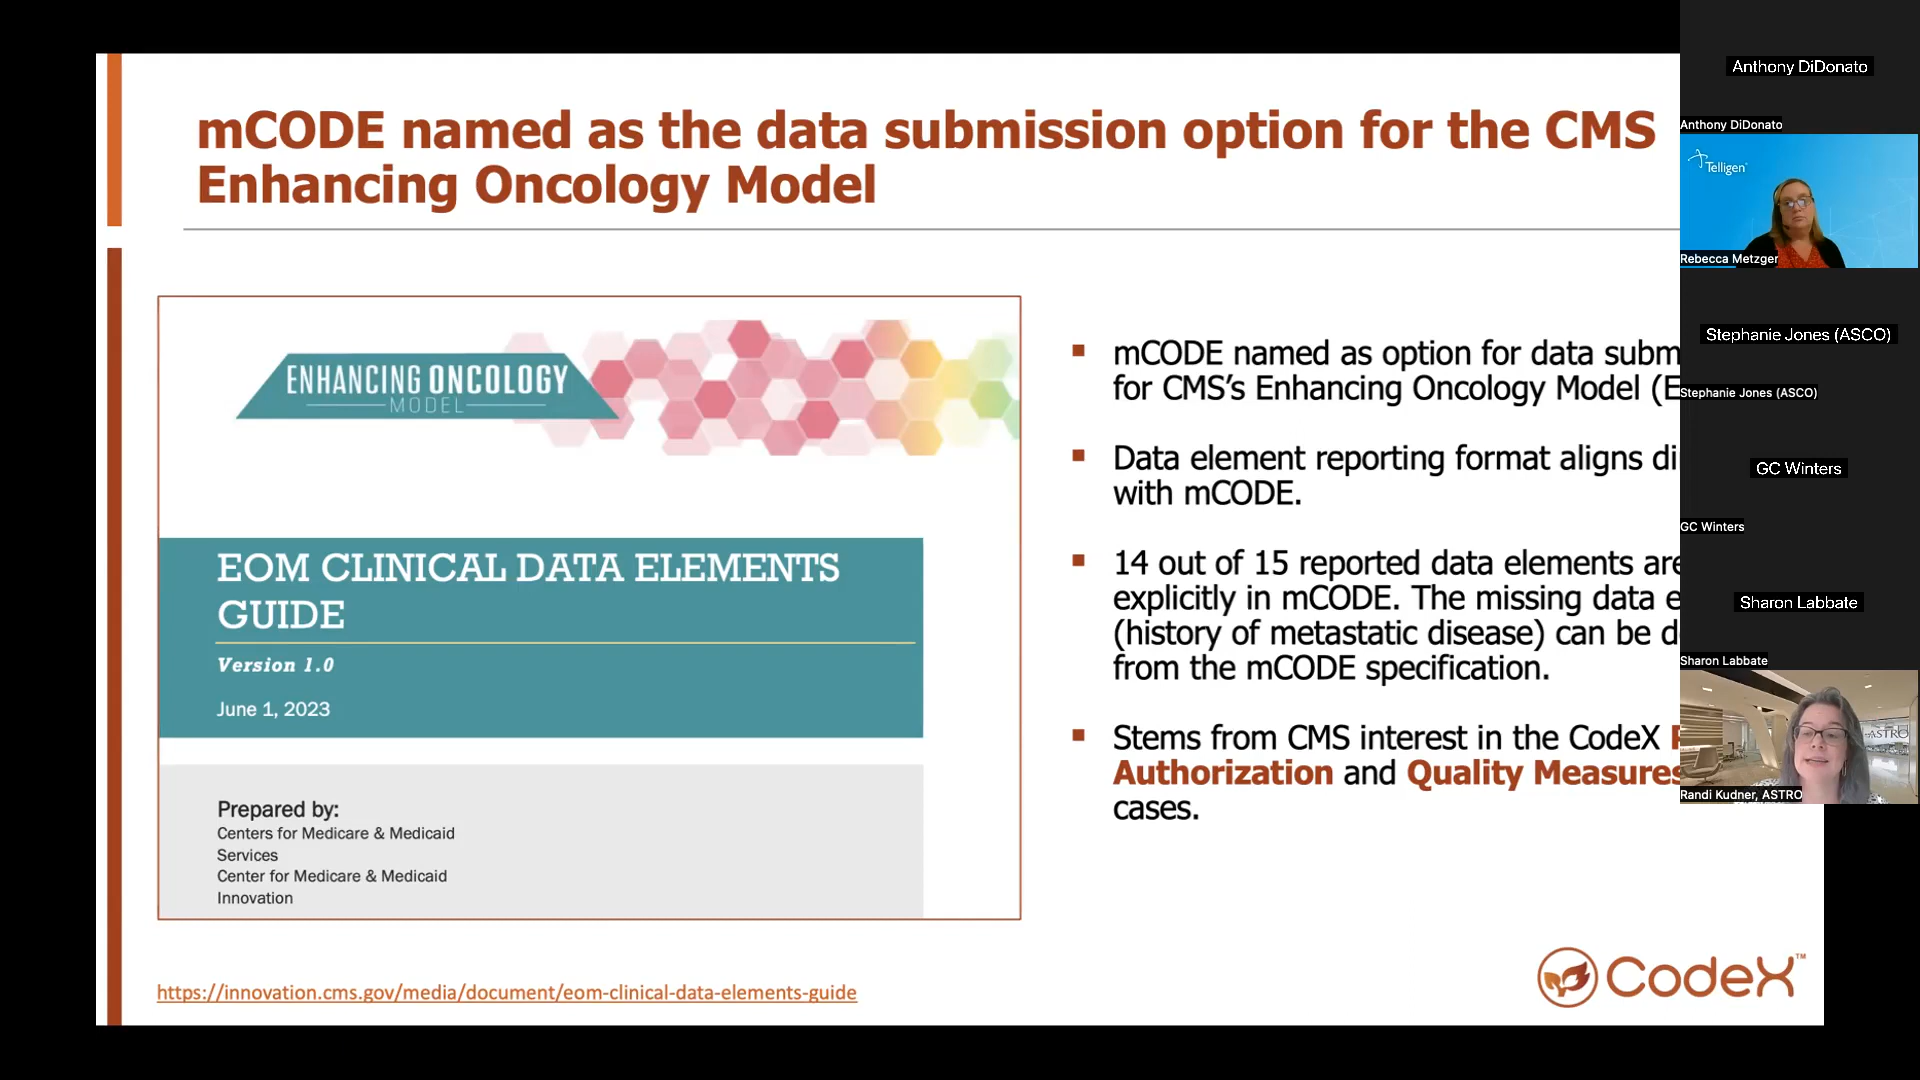 mCODE named as the data submission option for the CMS
Enhancing Oncology Model
ENHANCING ONCOLOGY
MODEL
EOM CLINICAL DATA ELEMENTS
GUIDE
Version 1.0
June 1, 2023
Prepared by:
Centers for Medicare & Medicaid
Services
Center for Medicare & Medicaid
Innovation
mCODE named as option for data subm
for CMS’s Enhancing Oncology Model (E
Data element reporting format aligns di
with mCODE.
14 out of 15 reported data elements are
explicitly in mCODE. The missing data e
(history of metastatic disease) can be d
from the mCODE specification.
Stems from CMS interest in the CodeX
Authorization and Quality Measures
cases.
https://innovation.cms.gov/media/document/eom-clinical-data-elements-guide
CodeX™
Anthony DiDonato
Anthony DiDonato
Telligen
Rebecca Metzger
Stephanie Jones (ASCO)
Stephanie Jones (ASCO)
GC Winters
GC Winters
Sharon Labbate
Sharon Labbate
ASTRO
Randi Kudner, ASTRO